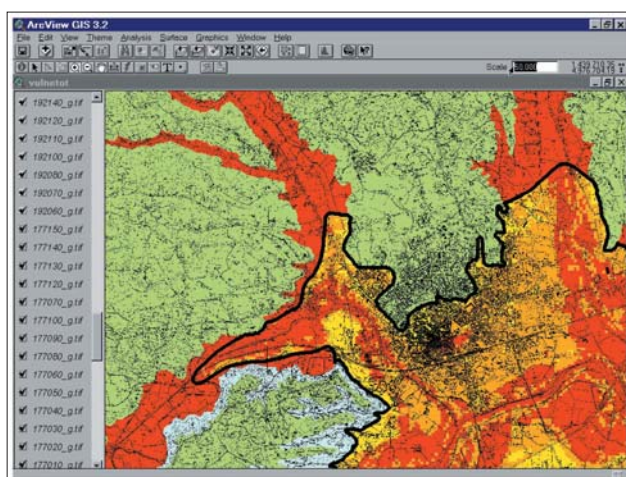 ArcView GIS 3.2
File Edit View Theme Analysis Surface Graphics Window Help
Scale
vulnetot
192140_g.tif
192120_g.tif
192110_g.tif
192100_g.tif
192080_g.tif
192070_g.tif
192060_g.tif
177150_g.tif
177140_g.tif
177130_g.tif
177120_g.tif
177070_g.tif
177100_g.tif
177090_g.tif
177080_g.tif
177060_g.tif
177050_g.tif
177040_g.tif
177030_g.tif
177020_g.tif
177010_g.tif